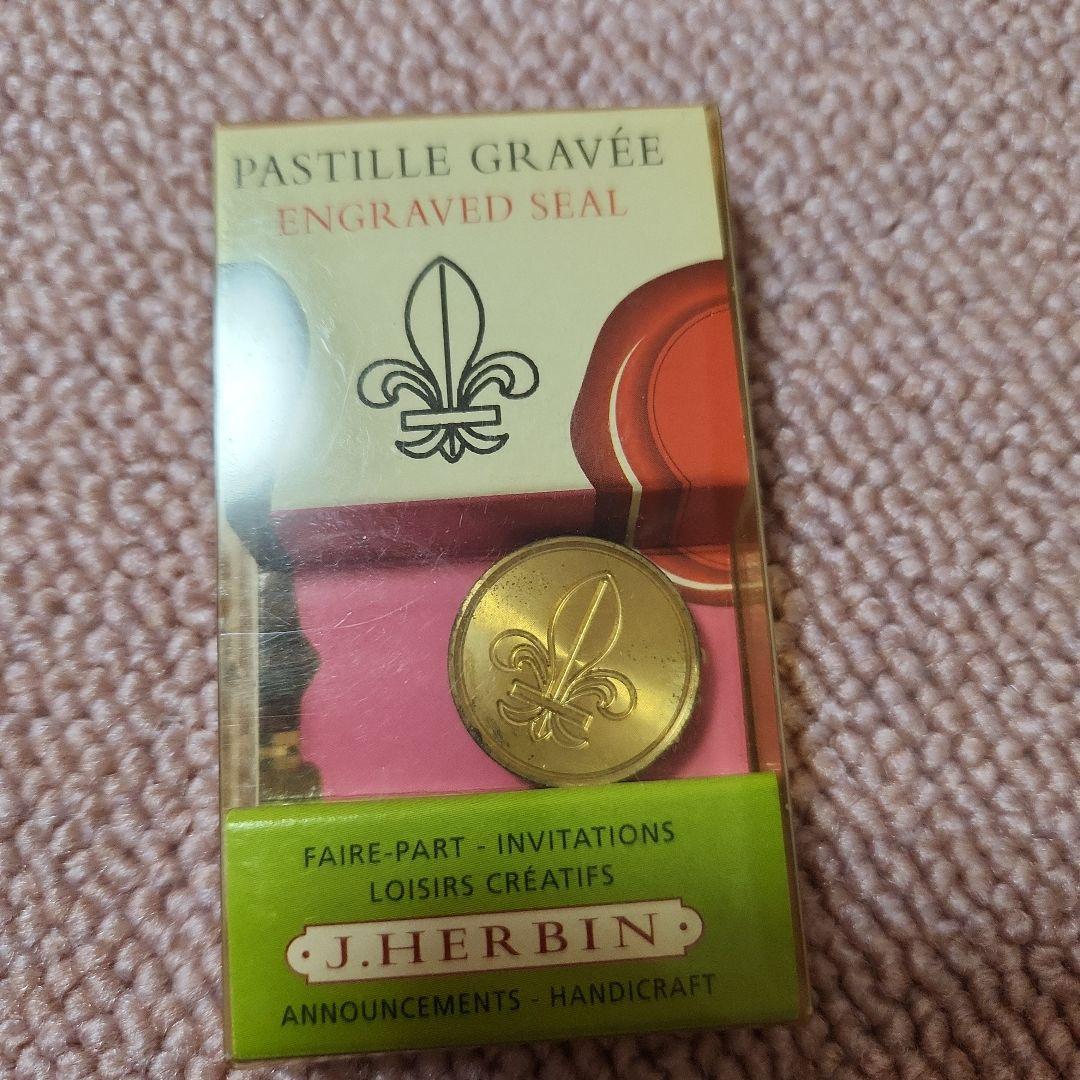 PASTILLE GRAVÉE
ENGRAVED SEAL
FAIRE-PART - INVITATIONS
LOISIRS CRÉATIFS
J.HERBIN
ANNOUNCEMENTS - HANDICRAFT